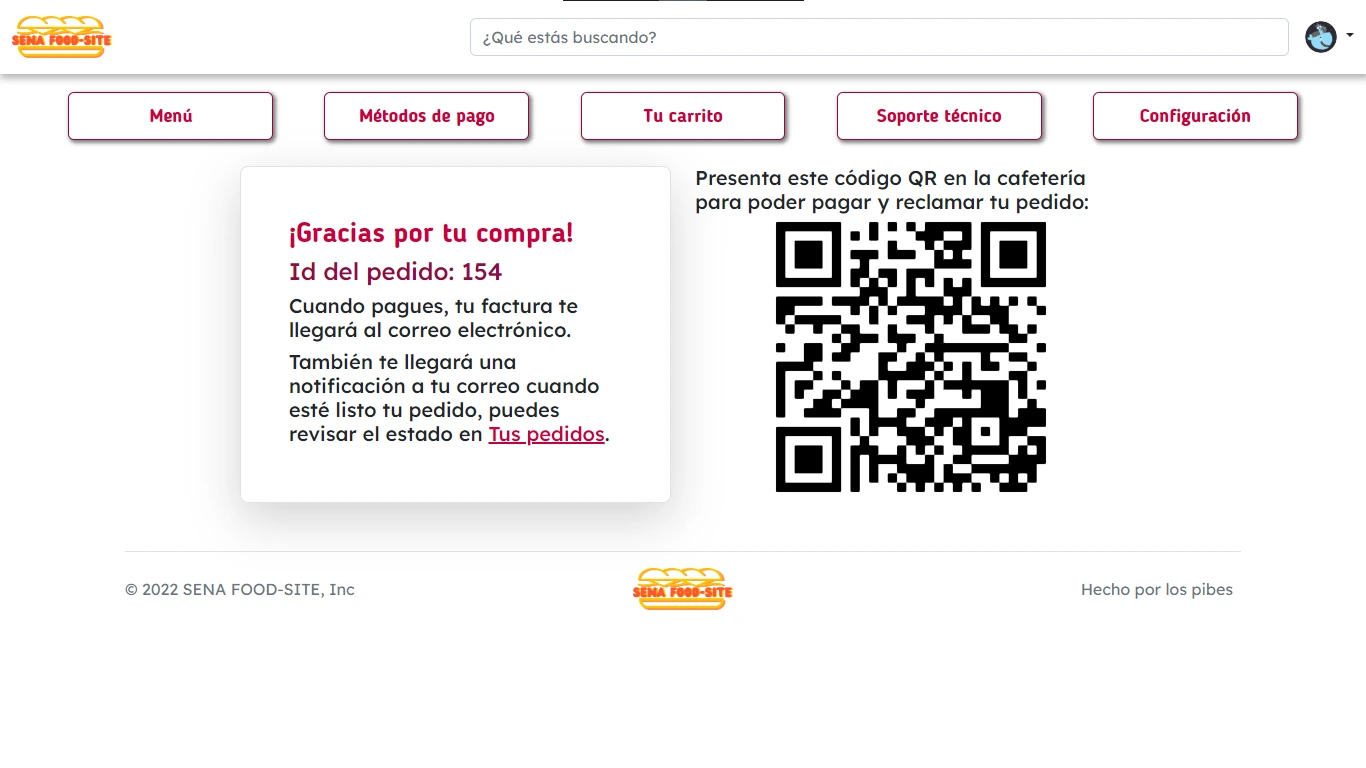 SENA FOOD-SITE
¿Qué estás buscando?
Menú
Métodos de pago
Tu carrito
Soporte técnico
Configuración
¡Gracias por tu compra!
Id del pedido: 154
Cuando pagues, tu factura te
llegará al correo electrónico.
También te llegará una
notificación a tu correo cuando
esté listo tu pedido, puedes
revisar el estado en Tus pedidos.
Presenta este código QR en la cafetería
para poder pagar y reclamar tu pedido:
© 2022 SENA FOOD-SITE, Inc
SENA FOOD-SITE
Hecho por los pibes